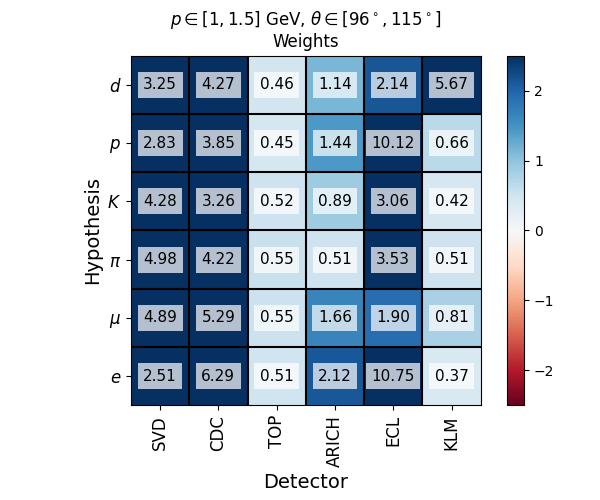 p ∈ [1, 1.5] GeV, θ ∈ [96°, 115°]
Weights
Hypothesis
d 3.25 4.27 0.46 1.14 2.14 5.67
p 2.83 3.85 0.45 1.44 10.12 0.66
K 4.28 3.26 0.52 0.89 3.06 0.42
π 4.98 4.22 0.55 0.51 3.53 0.51
μ 4.89 5.29 0.55 1.66 1.90 0.81
e 2.51 6.29 0.51 2.12 10.75 0.37
SVD CDC TOP ARICH ECL KLM
Detector
2
1
0
−1
−2